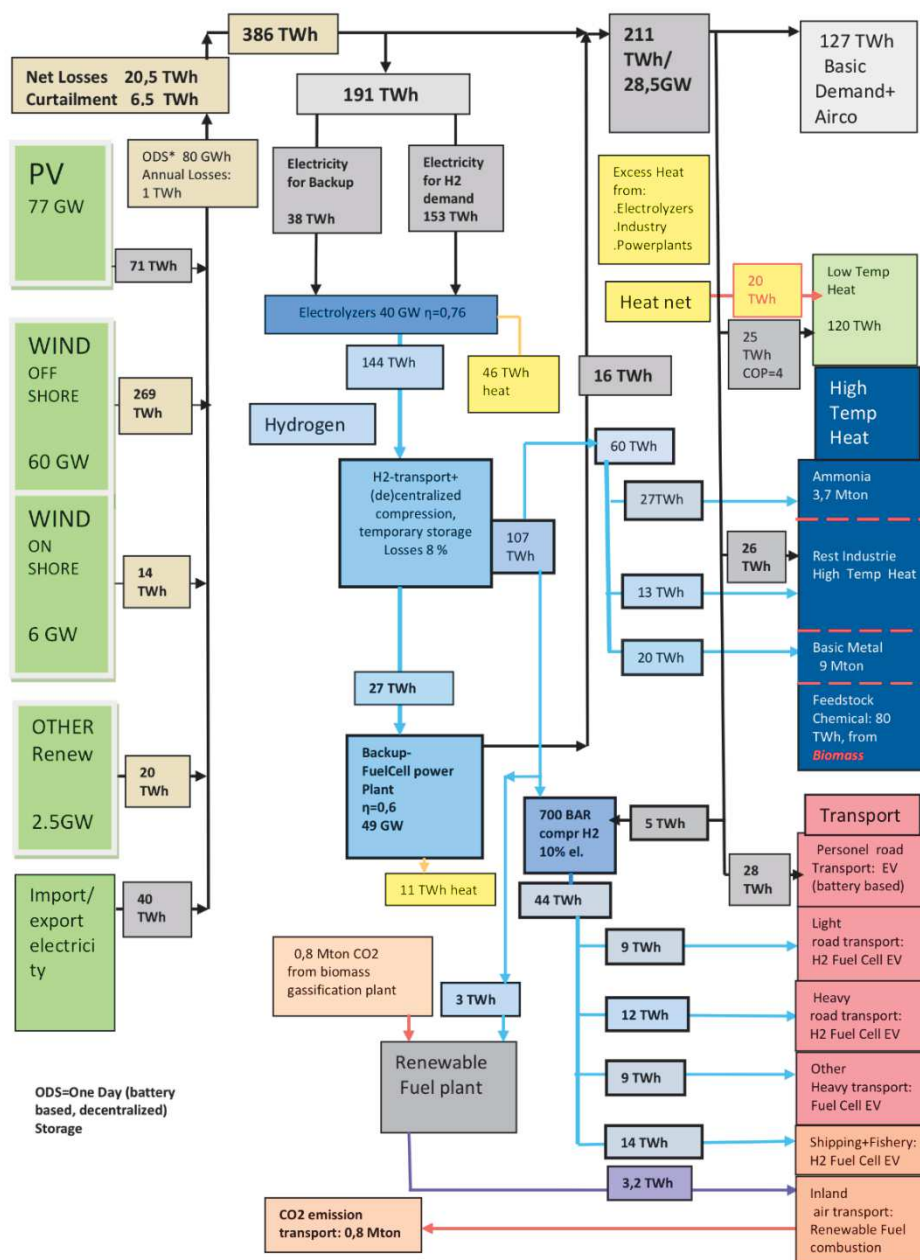 386 TWh
211
TWh/
28,5GW
127 TWh
Basic
Demand+
Airco
Net Losses 20,5 TWh
Curtailment 6.5 TWh
191 TWh
PV
77 GW
ODS* 80 GWh
Annual Losses:
1 TWh
Electricity
for Backup
38 TWh
Electricity
for H2
demand
153 TWh
Excess Heat
from:
.Electrolyzers
.Industry
.Powerplants
71 TWh
Heat net
20
TWh
Low Temp
Heat
120 TWh
Electrolyzers 40 GW η=0,76
25
TWh
COP=4
WIND
OFF
SHORE
60 GW
269
TWh
144 TWh
46 TWh
heat
16 TWh
High
Temp
Heat
Hydrogen
60 TWh
H2-transport+
(de)centralized
compression,
temporary storage
Losses 8 %
107
TWh
27TWh
Ammonia
3,7 Mton
WIND
ON
SHORE
6 GW
14
TWh
26
TWh
Rest Industrie
High Temp Heat
13 TWh
20 TWh
Basic Metal
9 Mton
27 TWh
Feedstock
Chemical: 80
TWh, from
Biomass
OTHER
Renew
2.5GW
20
TWh
Backup-
FuelCell power
Plant
η=0,6
49 GW
700 BAR
compr H2
10% el.
5 TWh
Transport
Import/
export
electrici
ty
40
TWh
11 TWh heat
44 TWh
28
TWh
Personel road
Transport: EV
(battery based)
0,8 Mton CO2
from biomass
gassification plant
3 TWh
9 TWh
Light
road transport:
H2 Fuel Cell EV
12 TWh
Heavy
road transport:
H2 Fuel Cell EV
Renewable
Fuel plant
9 TWh
Other
Heavy transport:
Fuel Cell EV
ODS=One Day (battery
based, decentralized)
Storage
14 TWh
Shipping+Fishery:
H2 Fuel Cell EV
3,2 TWh
Inland
air transport:
Renewable Fuel
combustion
CO2 emission
transport: 0,8 Mton